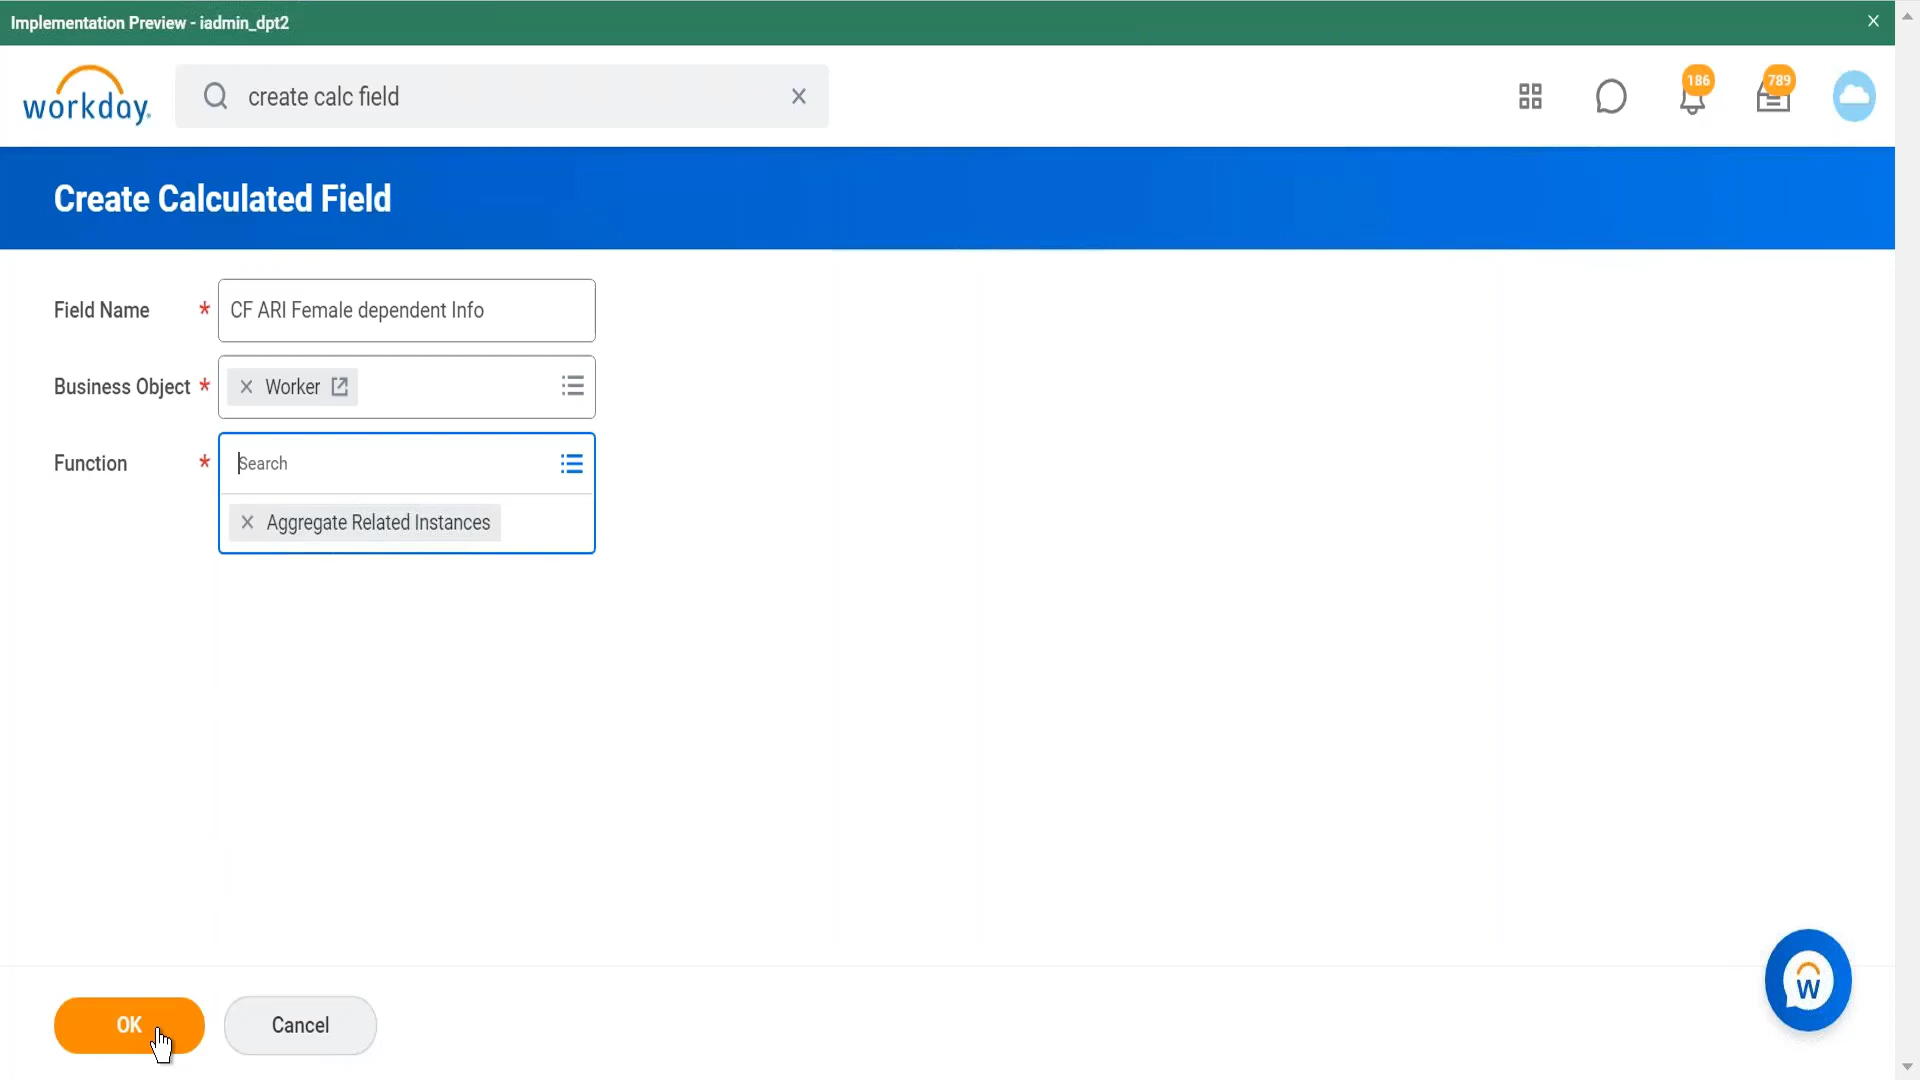 Implementation Preview - iadmin_dpt2
workday.
create calc field
186
789
Create Calculated Field
Field Name *
CF ARI Female dependent Info
Business Object *
Worker
Function *
Search
Aggregate Related Instances
W
OK
Cancel